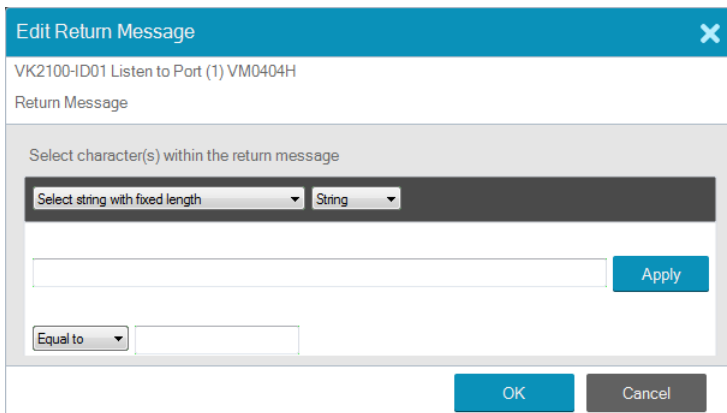 Edit Return Message
VK2100-ID01 Listen to Port (1) VM0404H
Return Message
Select character(s) within the return message
Select string with fixed length String
Apply
Equal to
OK Cancel